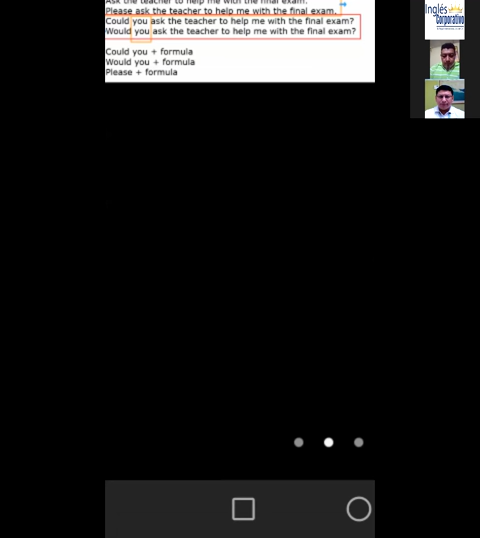 Ask the teacher to help me with the final exam.
Please ask the teacher to help me with the final exam.
Could you ask the teacher to help me with the final exam?
Would you ask the teacher to help me with the final exam?
Could you + formula
Would you + formula
Please + formula
Inglés
Corporativo